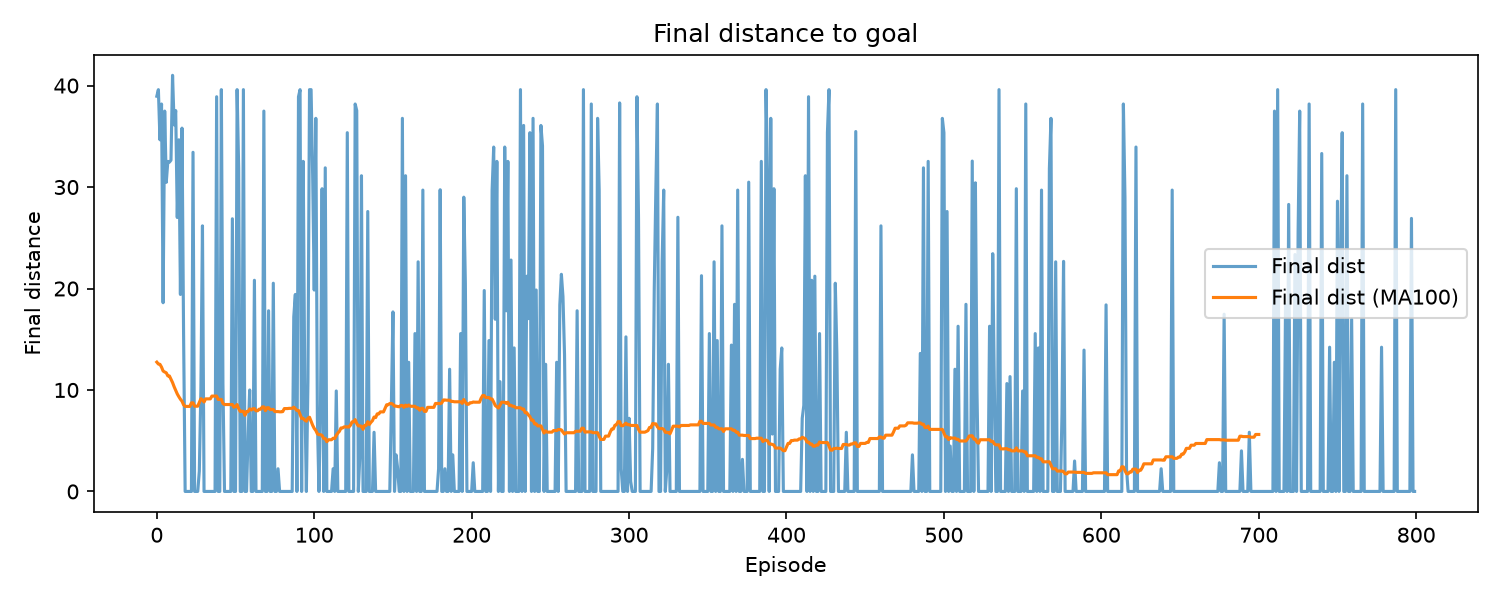 Final distance to goal
40
30
20
10
0
Final distance
Final dist
Final dist (MA100)
0 100 200 300 400 500 600 700 800
Episode